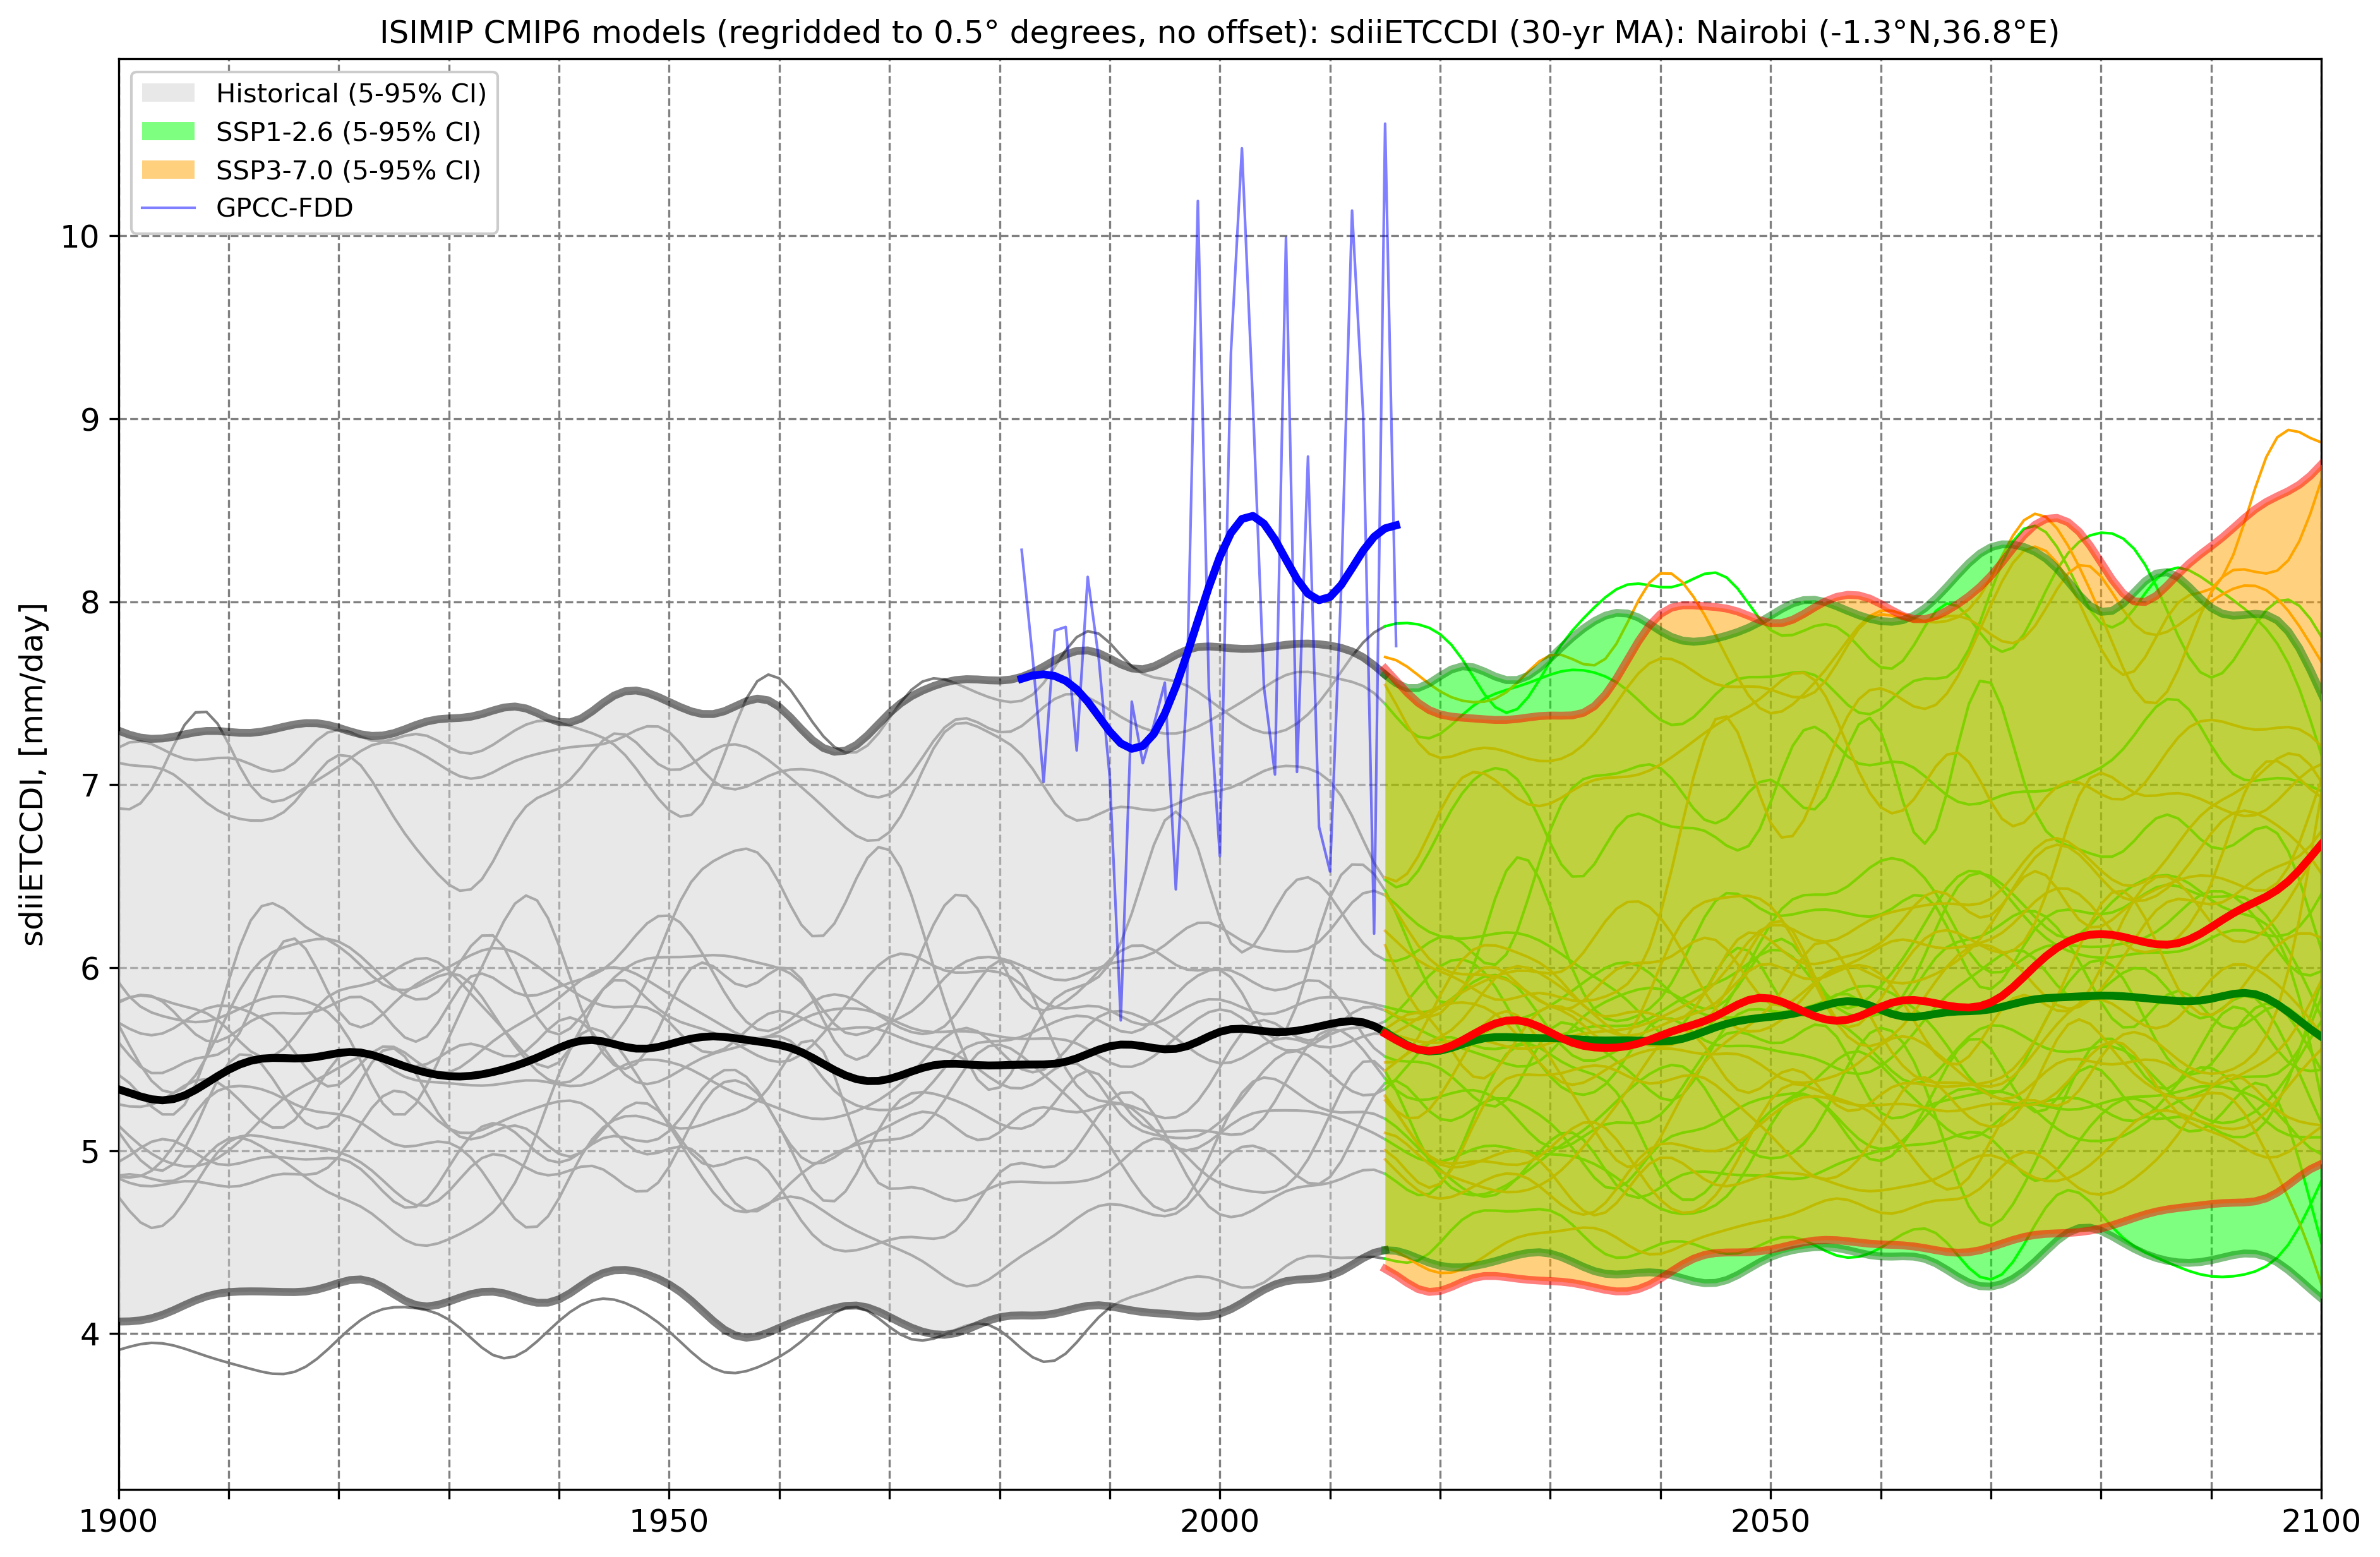 ISIMIP CMIP6 models (regridded to 0.5° degrees, no offset): sdiiETCCDI (30-yr MA): Nairobi (-1.3°N,36.8°E)
Historical (5-95% CI)
SSP1-2.6 (5-95% CI)
SSP3-7.0 (5-95% CI)
GPCC-FDD
sdiiETCCDI, [mm/day]
10
9
8
7
6
5
4
1900
1950
2000
2050
2100